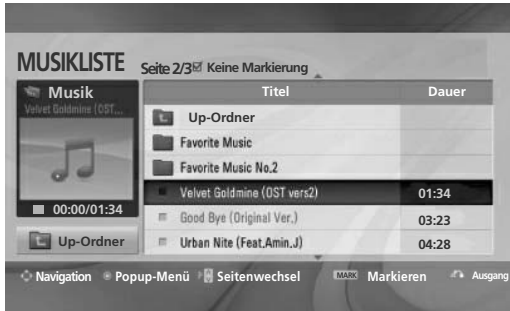 MUSIKLISTE Seite 2/3 Keine Markierung
Musik
Velvet Goldmine (OST...
Titel Dauer
Up-Ordner
Favorite Music
Favorite Music No.2
Velvet Goldmine (OST vers2) 01:34
Good Bye (Original Ver.) 03:23
Urban Nite (Feat.Amin.J) 04:28
00:00/01:34
Up-Ordner
Navigation Popup-Menü Seitenwechsel MARK Markieren Ausgang